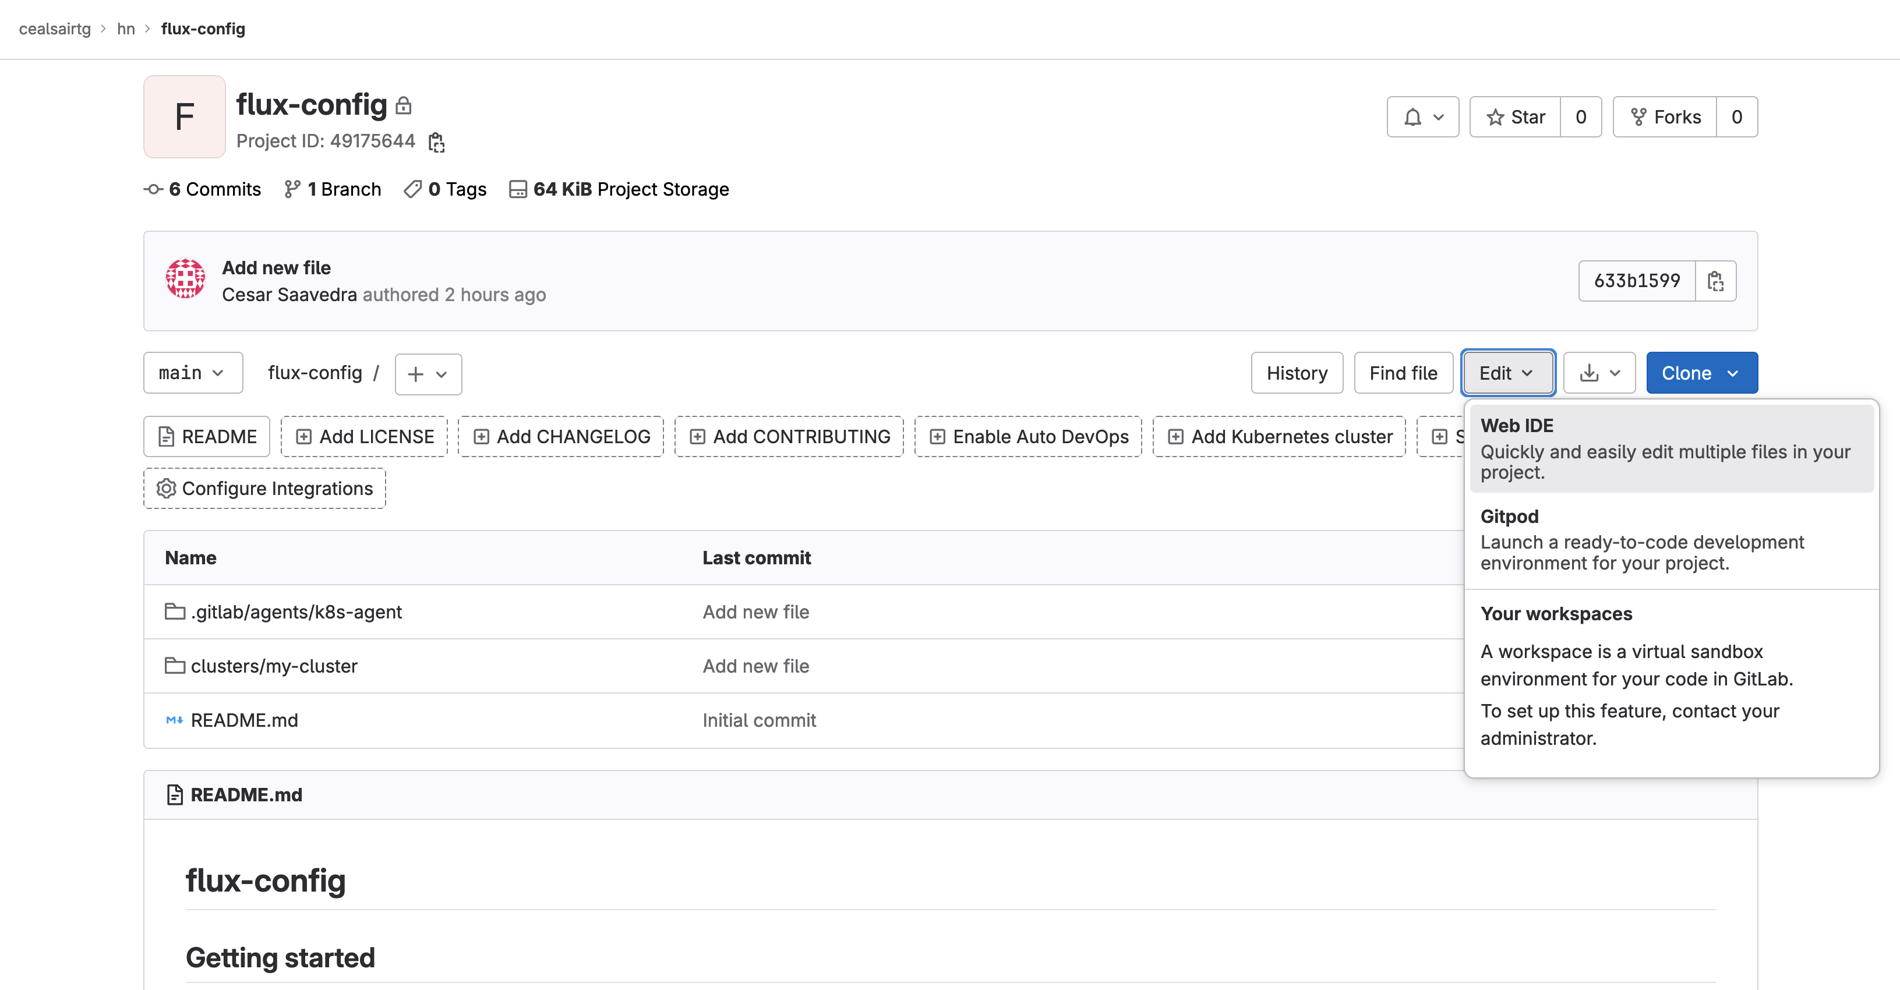 cealsairtg > hn > flux-config
F
flux-config
Project ID: 49175644
Star 0
Forks 0
6 Commits 1 Branch 0 Tags 64 KiB Project Storage
Add new file
Cesar Saavedra authored 2 hours ago
633b1599
main
flux-config /
History
Find file
Edit
Clone
README
Add LICENSE
Add CHANGELOG
Add CONTRIBUTING
Enable Auto DevOps
Add Kubernetes cluster
Configure Integrations
Web IDE
Quickly and easily edit multiple files in your
project.
Gitpod
Launch a ready-to-code development
environment for your project.
Your workspaces
A workspace is a virtual sandbox
environment for your code in GitLab.
To set up this feature, contact your
administrator.
Name Last commit
.gitlab/agents/k8s-agent Add new file
clusters/my-cluster Add new file
README.md Initial commit
README.md
flux-config
Getting started